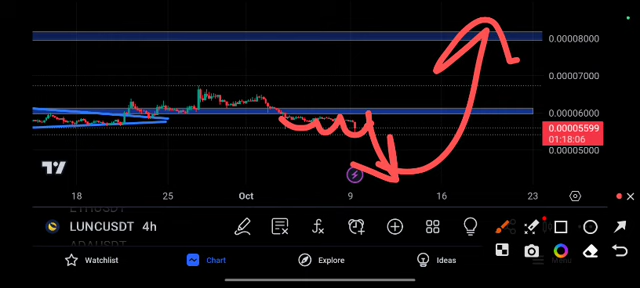 0.00008000
0.00007000
0.00006000
0.00005599
01:18:06
0.00005000
18 25 Oct 9 16 23
ETHUSDT
LUNCUSDT 4h
ADAUSDT
Watchlist Chart Explore Ideas Menu